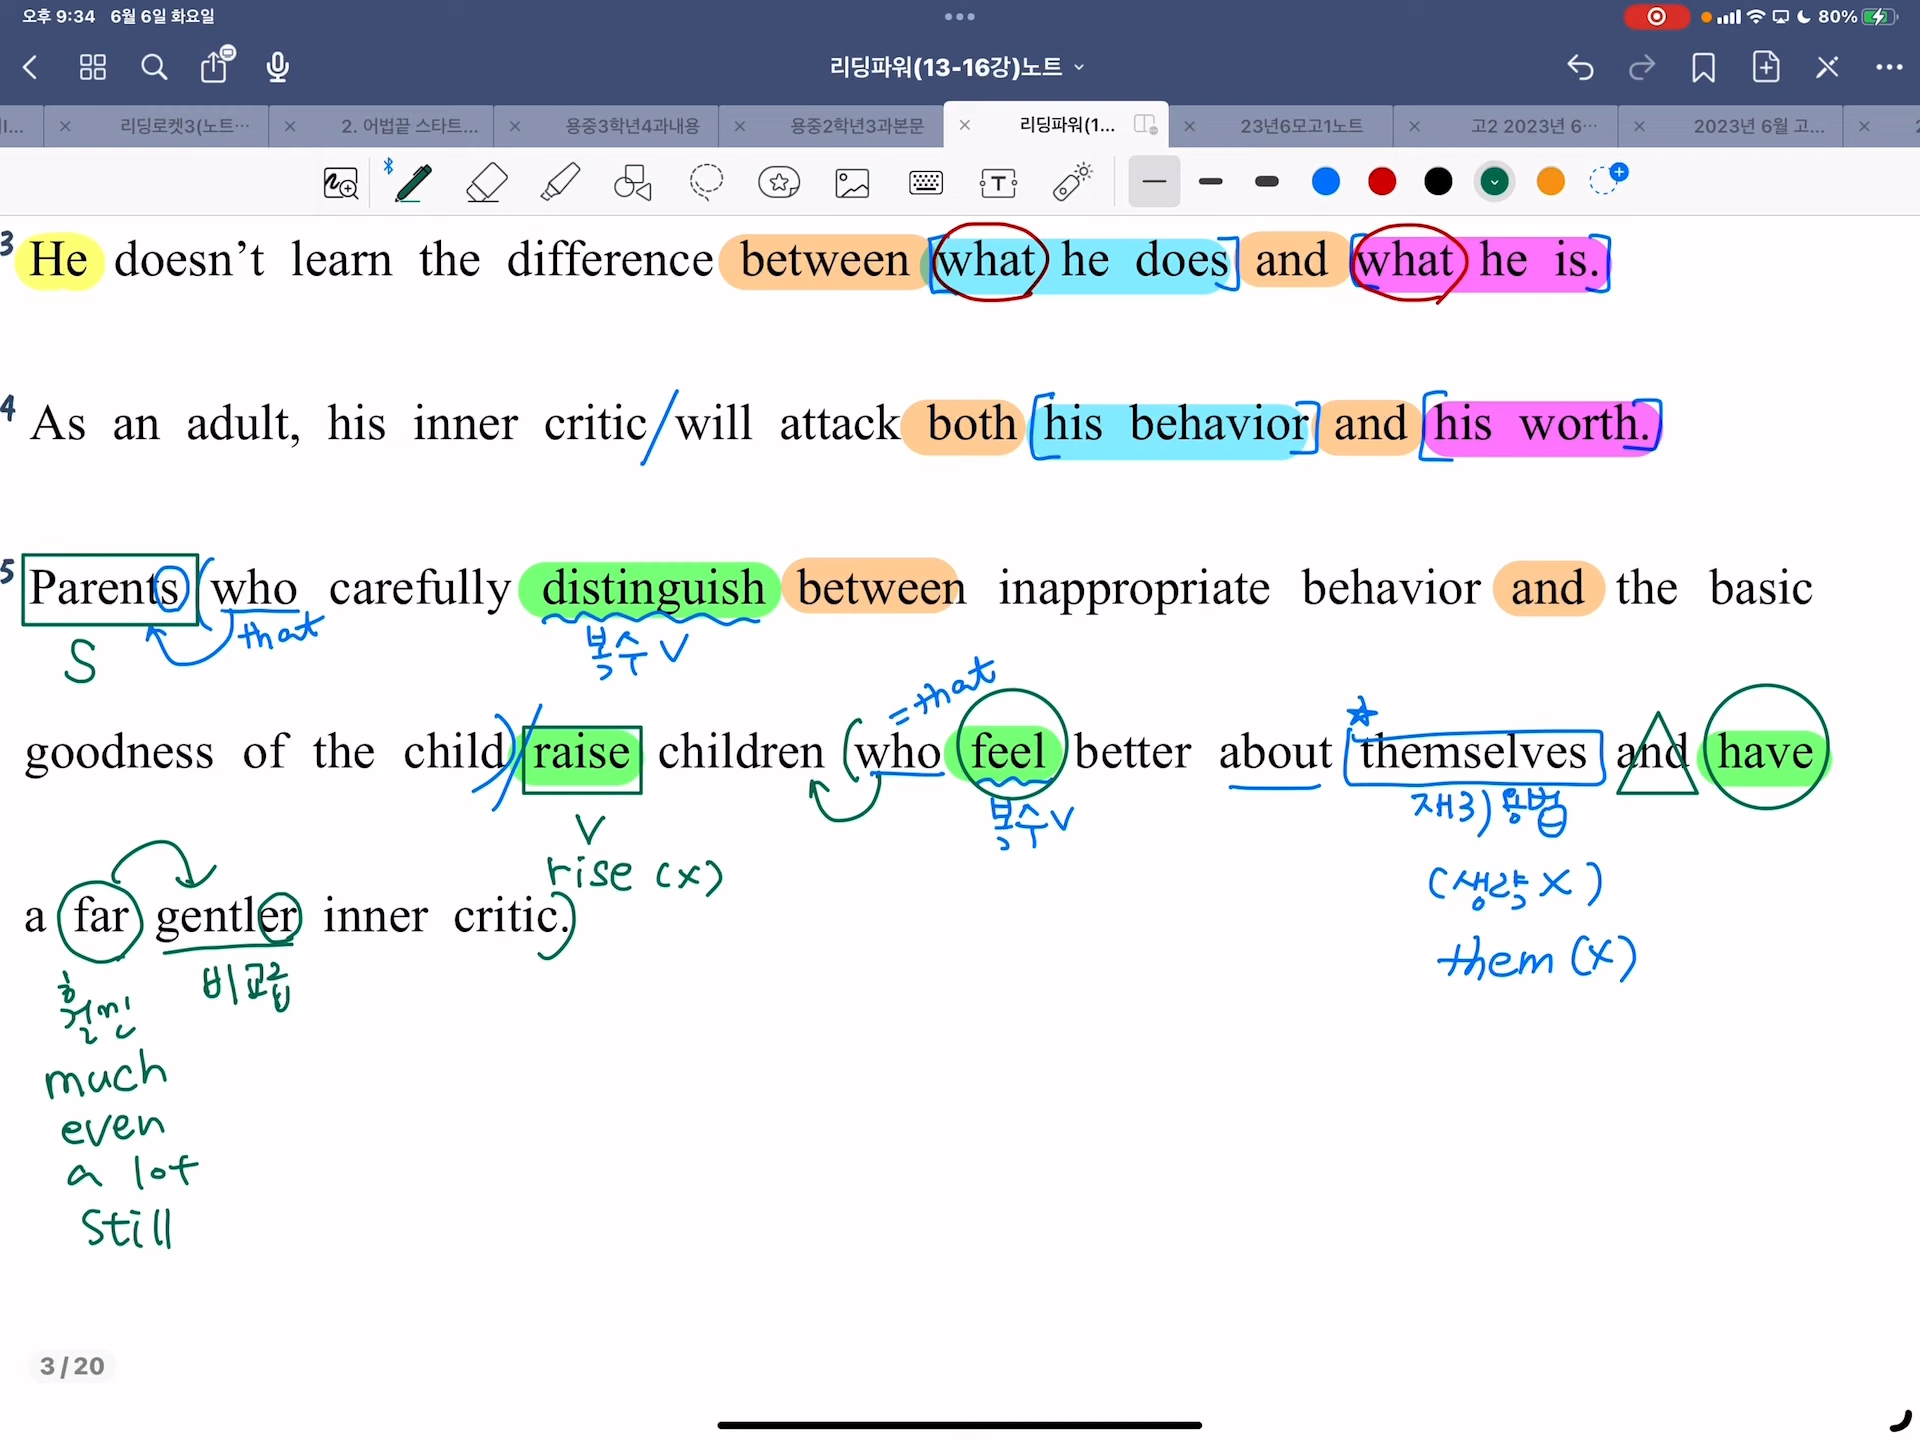 오후 9:34 6월 6일 화요일
80%
리딩파워(13-16강)노트
리딩로켓3(노트…
2. 어법끝 스타트...
용중3학년4과내용
용중2학년3과본문
리딩파워(1...
23년6모고1노트
고2 2023년 6…
2023년 6월 고...
3 He doesn't learn the difference between [what he does] and [what he is.]
4 As an adult, his inner critic / will attack both [his behavior] and [his worth.]
5 Parents (who carefully distinguish between inappropriate behavior and the basic
S that 복수 V
= that
goodness of the child) / raise children (who feel better about themselves and have
V 복수 V 재귀) 용법
rise (x) (생략 X)
a far gentler inner critic.)
them (X)
훨씬 비교급
much
even
a lot
still
3 / 20